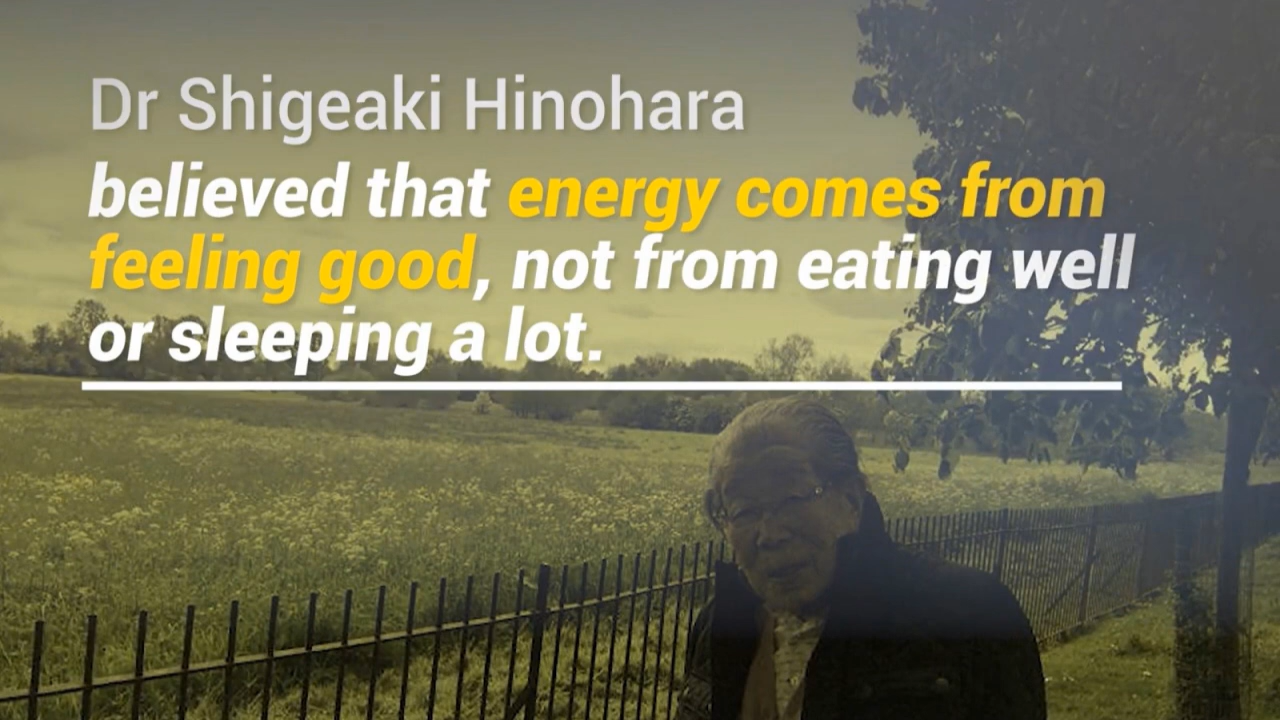 Dr Shigeaki Hinohara
believed that energy comes from
feeling good, not from eating well
or sleeping a lot.